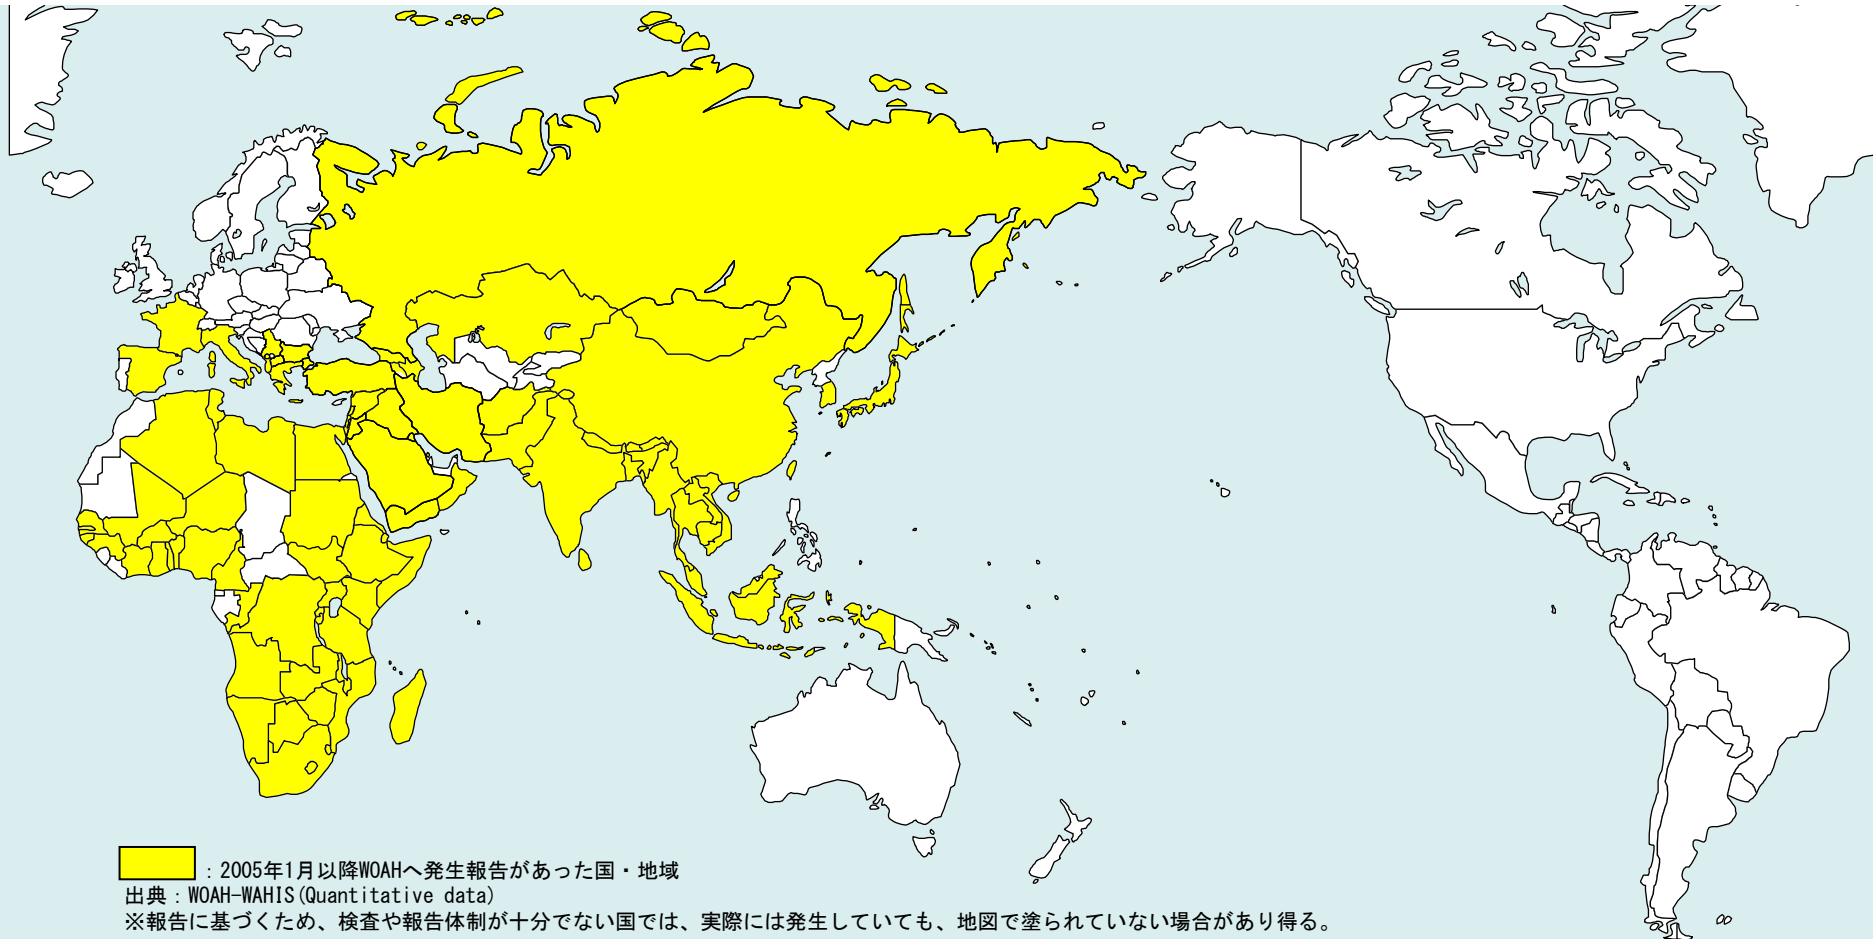 ：2005年1月以降WOAHへ発生報告があった国・地域
出典：WOAH-WAHIS(Quantitative data)
※報告に基づくため、検査や報告体制が十分でない国では、実際には発生していても、地図で塗られていない場合があり得る。